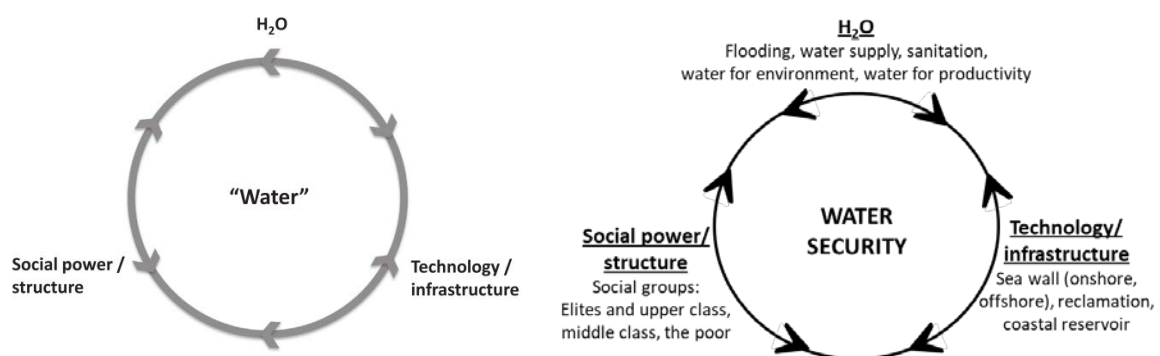 H₂O
“Water”
Social power /
structure
Technology /
infrastructure
H₂O
Flooding, water supply, sanitation,
water for environment, water for productivity
WATER
SECURITY
Social power/
structure
Social groups:
Elites and upper class,
middle class, the poor
Technology/
infrastructure
Sea wall (onshore,
offshore), reclamation,
coastal reservoir